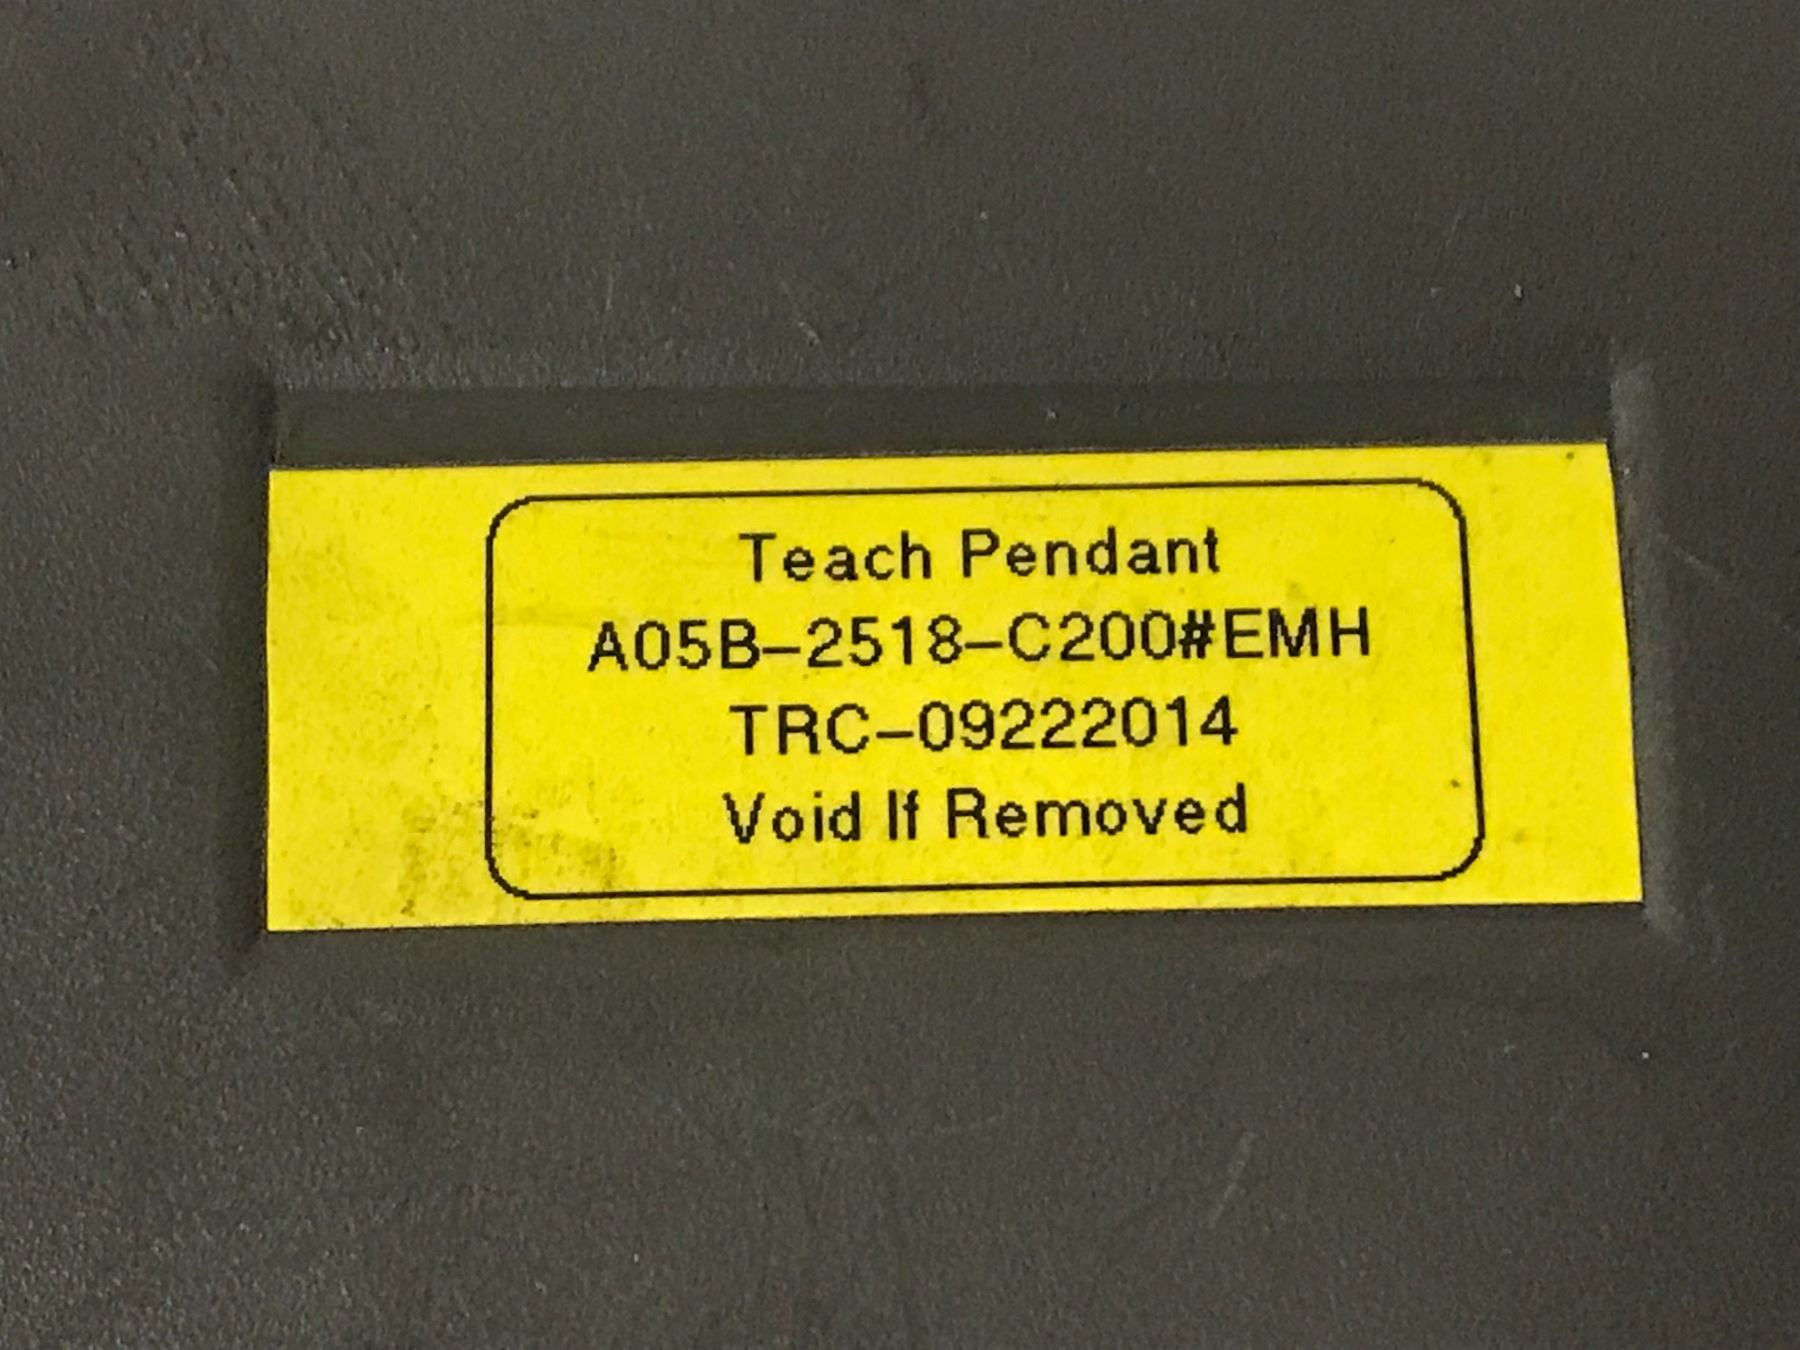 Teach Pendant
A05B-2518-C200#EMH
TRC-09222014
Void If Removed